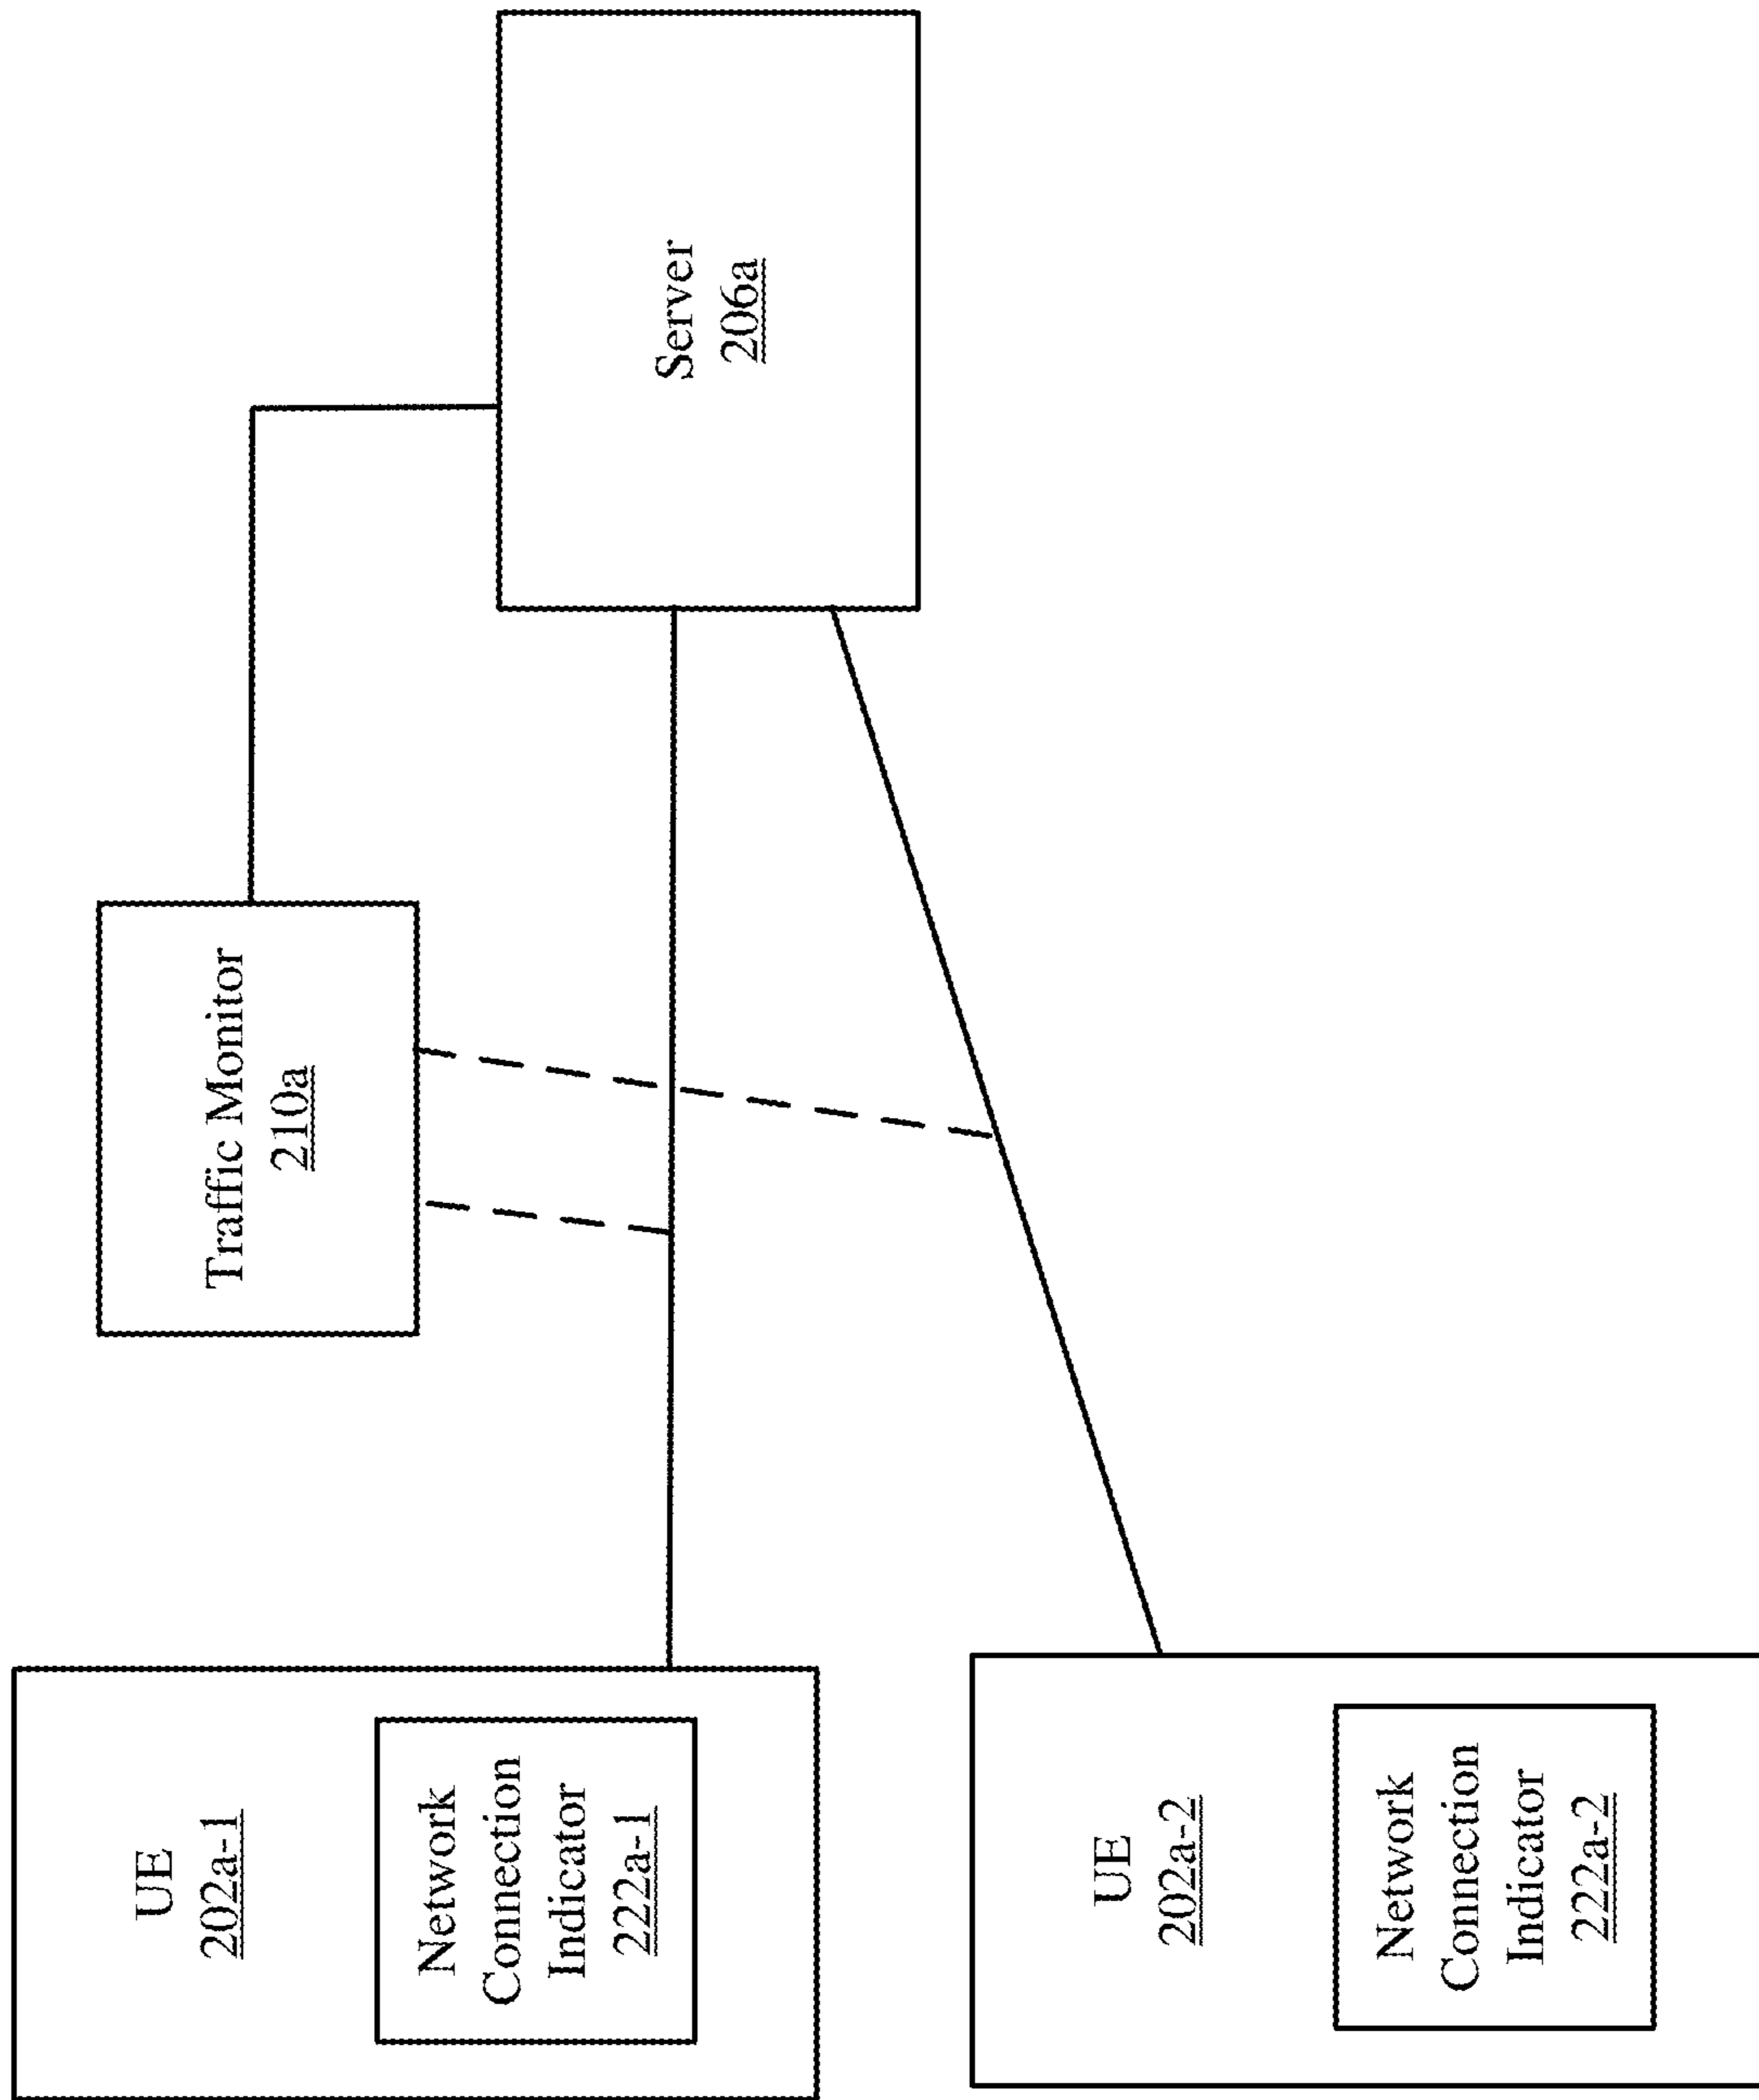 UE
202a-1
Network
Connection
Indicator
222a-1
UE
202a-2
Network
Connection
Indicator
222a-2
Traffic Monitor
210a
Server
206a